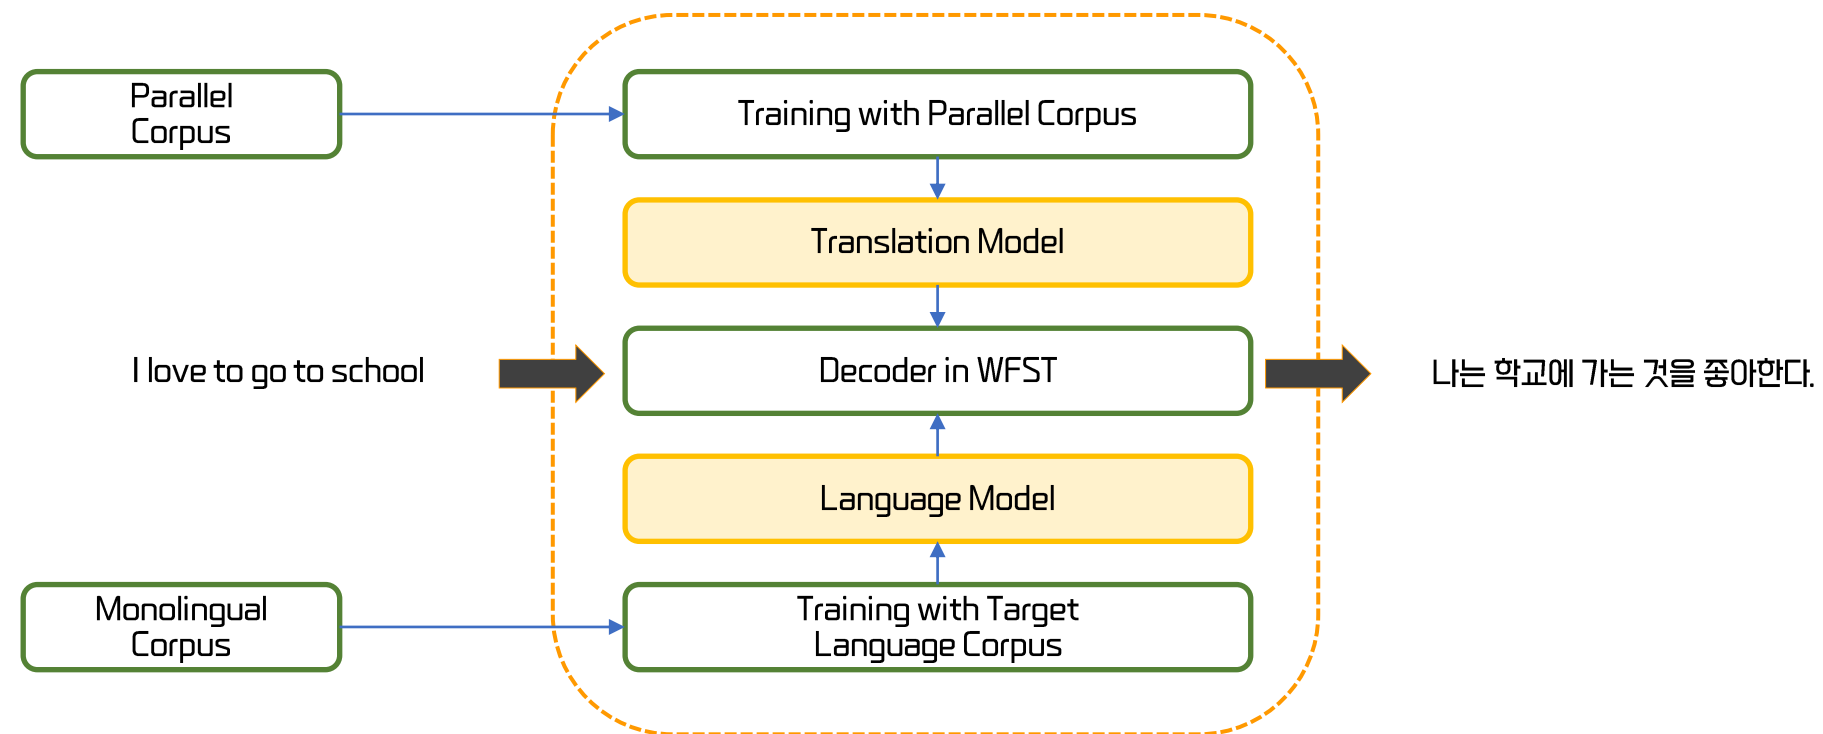 Parallel
Corpus
Training with Parallel Corpus
Translation Model
I love to go to school
Decoder in WFST
나는 학교에 가는 것을 좋아한다.
Language Model
Monolingual
Corpus
Training with Target
Language Corpus